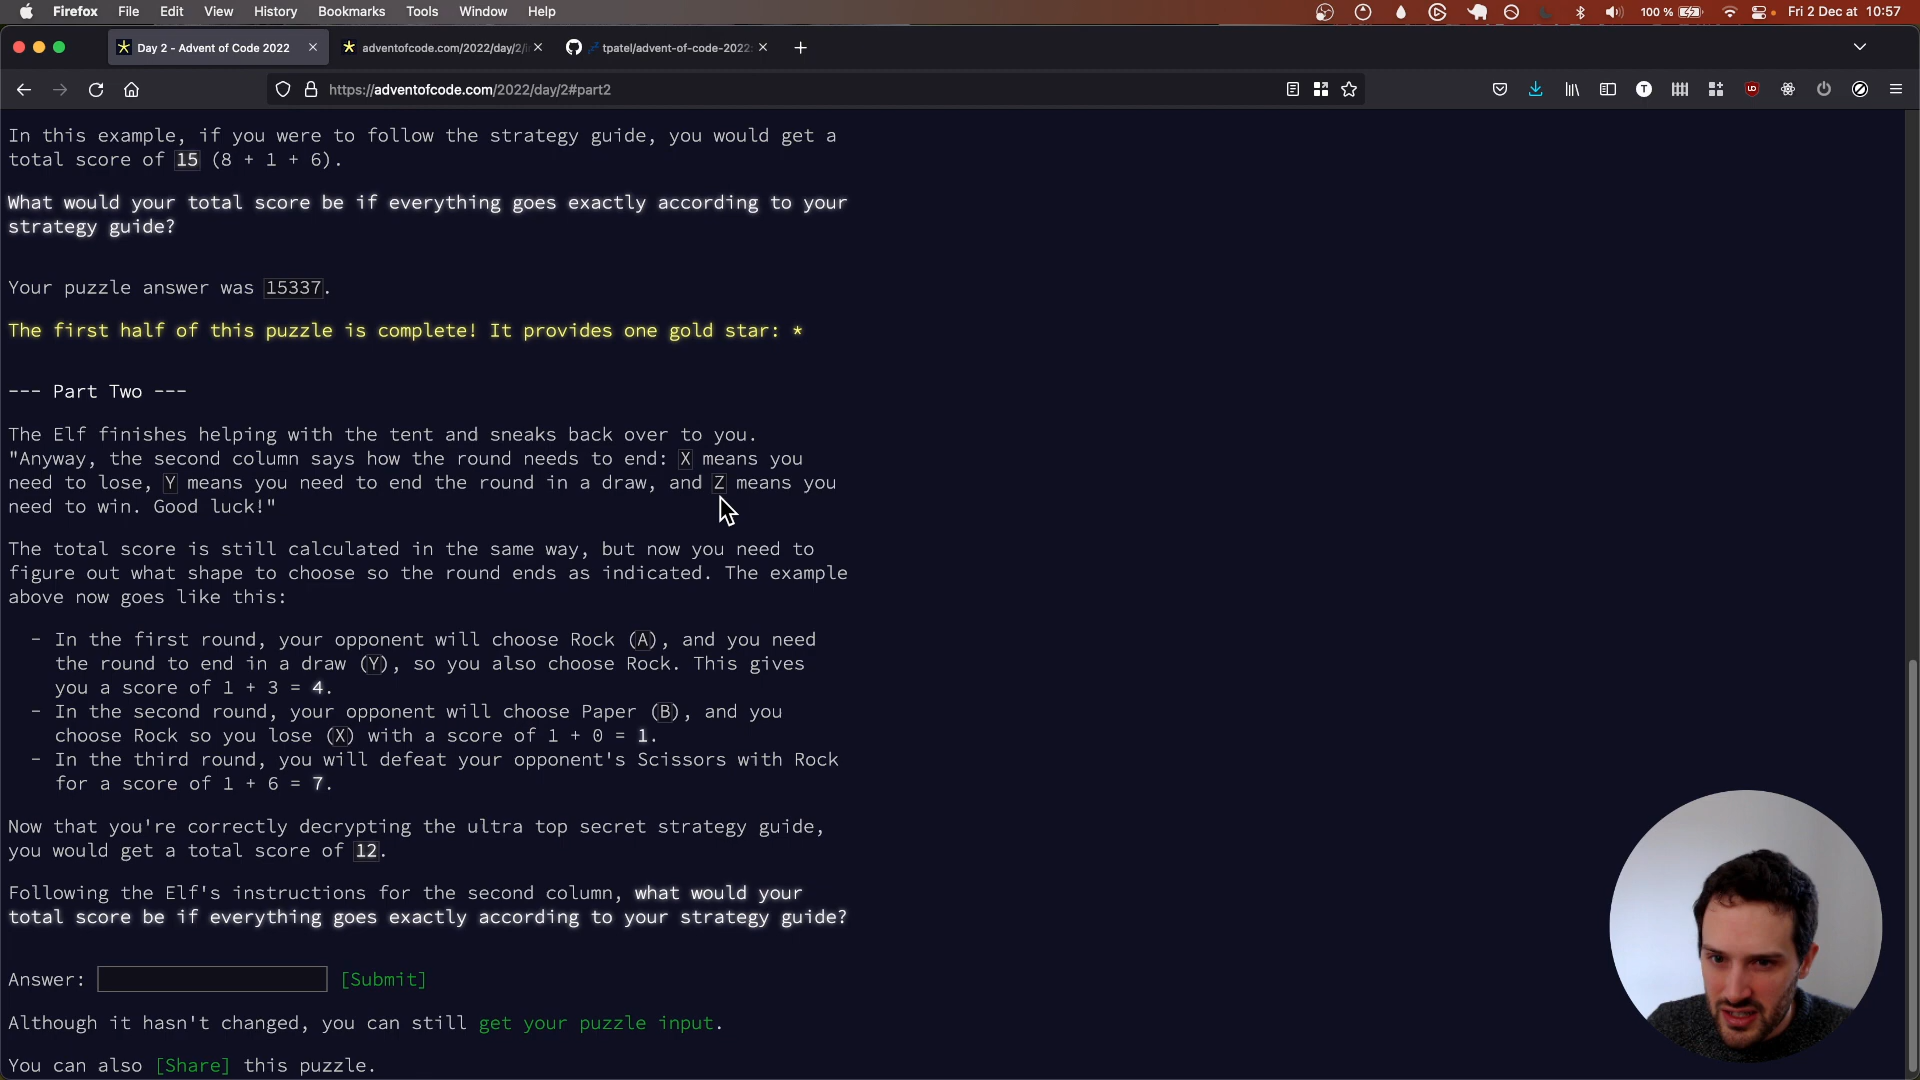 Firefox File Edit View History Bookmarks Tools Window Help 100 % Fri 2 Dec at 10:57
Day 2 - Advent of Code 2022 adventofcode.com/2022/day/2/ tpatel/advent-of-code-2022:
https://adventofcode.com/2022/day/2#part2
In this example, if you were to follow the strategy guide, you would get a
total score of 15 (8 + 1 + 6).
What would your total score be if everything goes exactly according to your
strategy guide?
Your puzzle answer was 15337.
The first half of this puzzle is complete! It provides one gold star: *
--- Part Two ---
The Elf finishes helping with the tent and sneaks back over to you.
"Anyway, the second column says how the round needs to end: X means you
need to lose, Y means you need to end the round in a draw, and Z means you
need to win. Good luck!"
The total score is still calculated in the same way, but now you need to
figure out what shape to choose so the round ends as indicated. The example
above now goes like this:
- In the first round, your opponent will choose Rock (A), and you need
the round to end in a draw (Y), so you also choose Rock. This gives
you a score of 1 + 3 = 4.
- In the second round, your opponent will choose Paper (B), and you
choose Rock so you lose (X) with a score of 1 + 0 = 1.
- In the third round, you will defeat your opponent's Scissors with Rock
for a score of 1 + 6 = 7.
Now that you're correctly decrypting the ultra top secret strategy guide,
you would get a total score of 12.
Following the Elf's instructions for the second column, what would your
total score be if everything goes exactly according to your strategy guide?
Answer: [Submit]
Although it hasn't changed, you can still get your puzzle input.
You can also [Share] this puzzle.